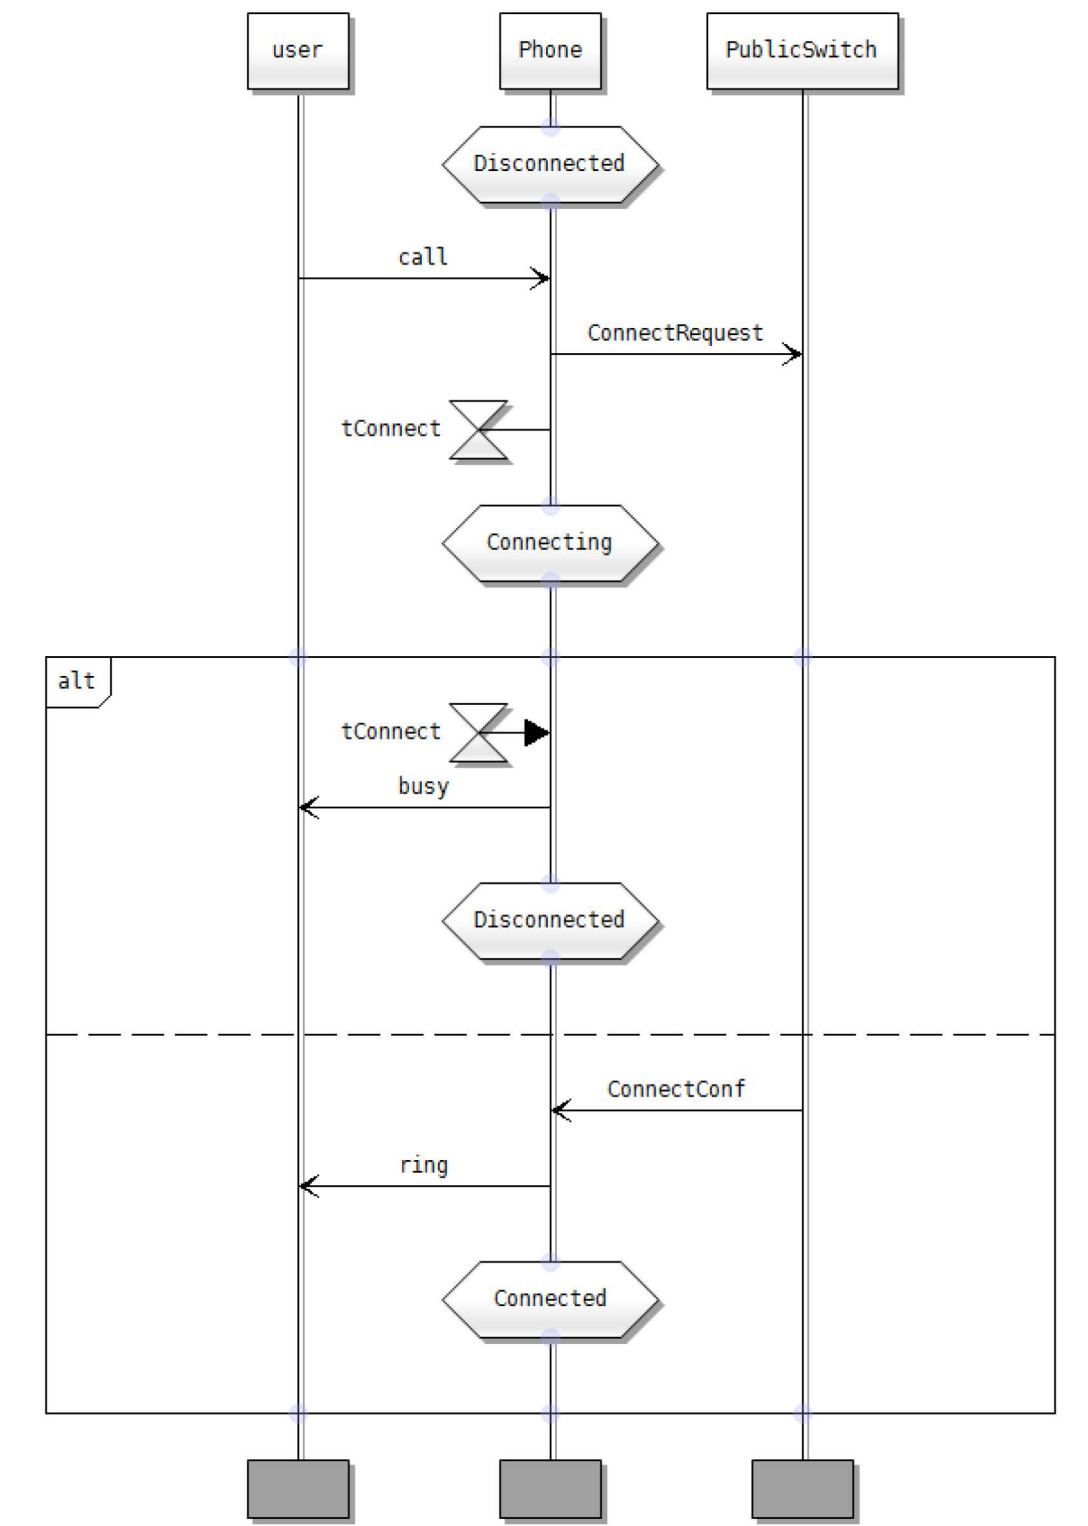 user
Phone
PublicSwitch
Disconnected
call
ConnectRequest
tConnect
Connecting
alt
tConnect
busy
Disconnected
ConnectConf
ring
Connected